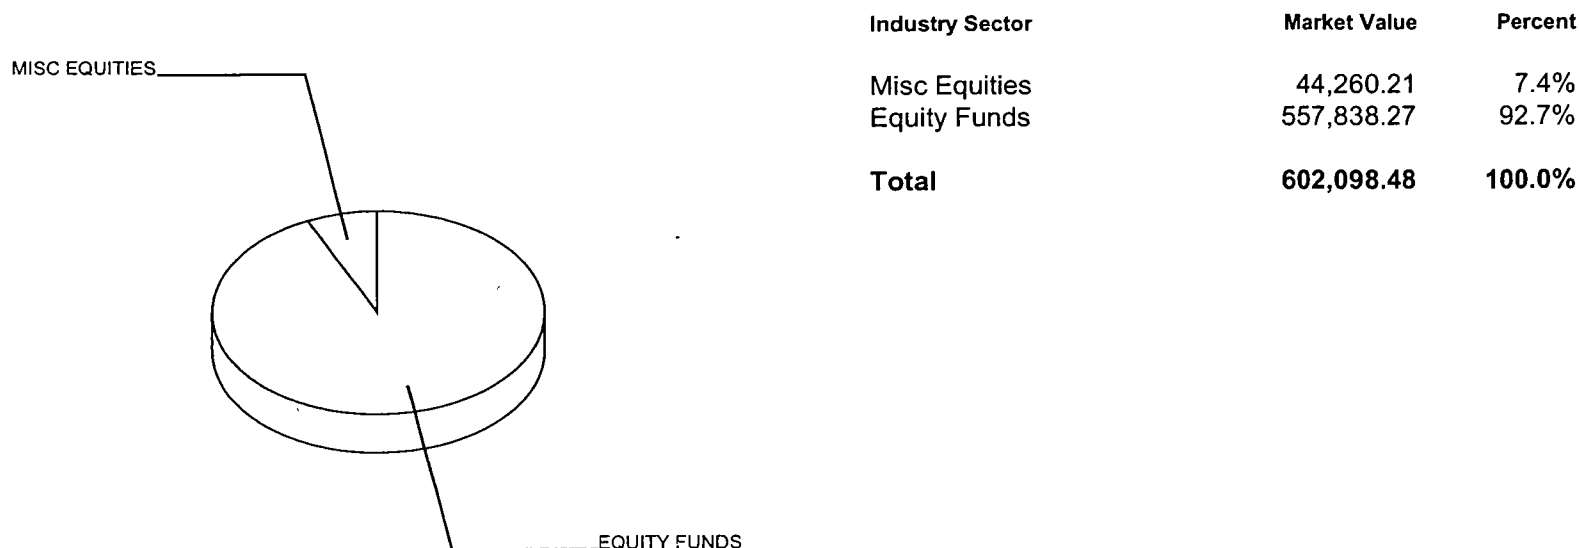 MISC EQUITIES
EQUITY FUNDS
Industry Sector Market Value Percent
Misc Equities 44,260.21 7.4%
Equity Funds 557,838.27 92.7%
Total 602,098.48 100.0%